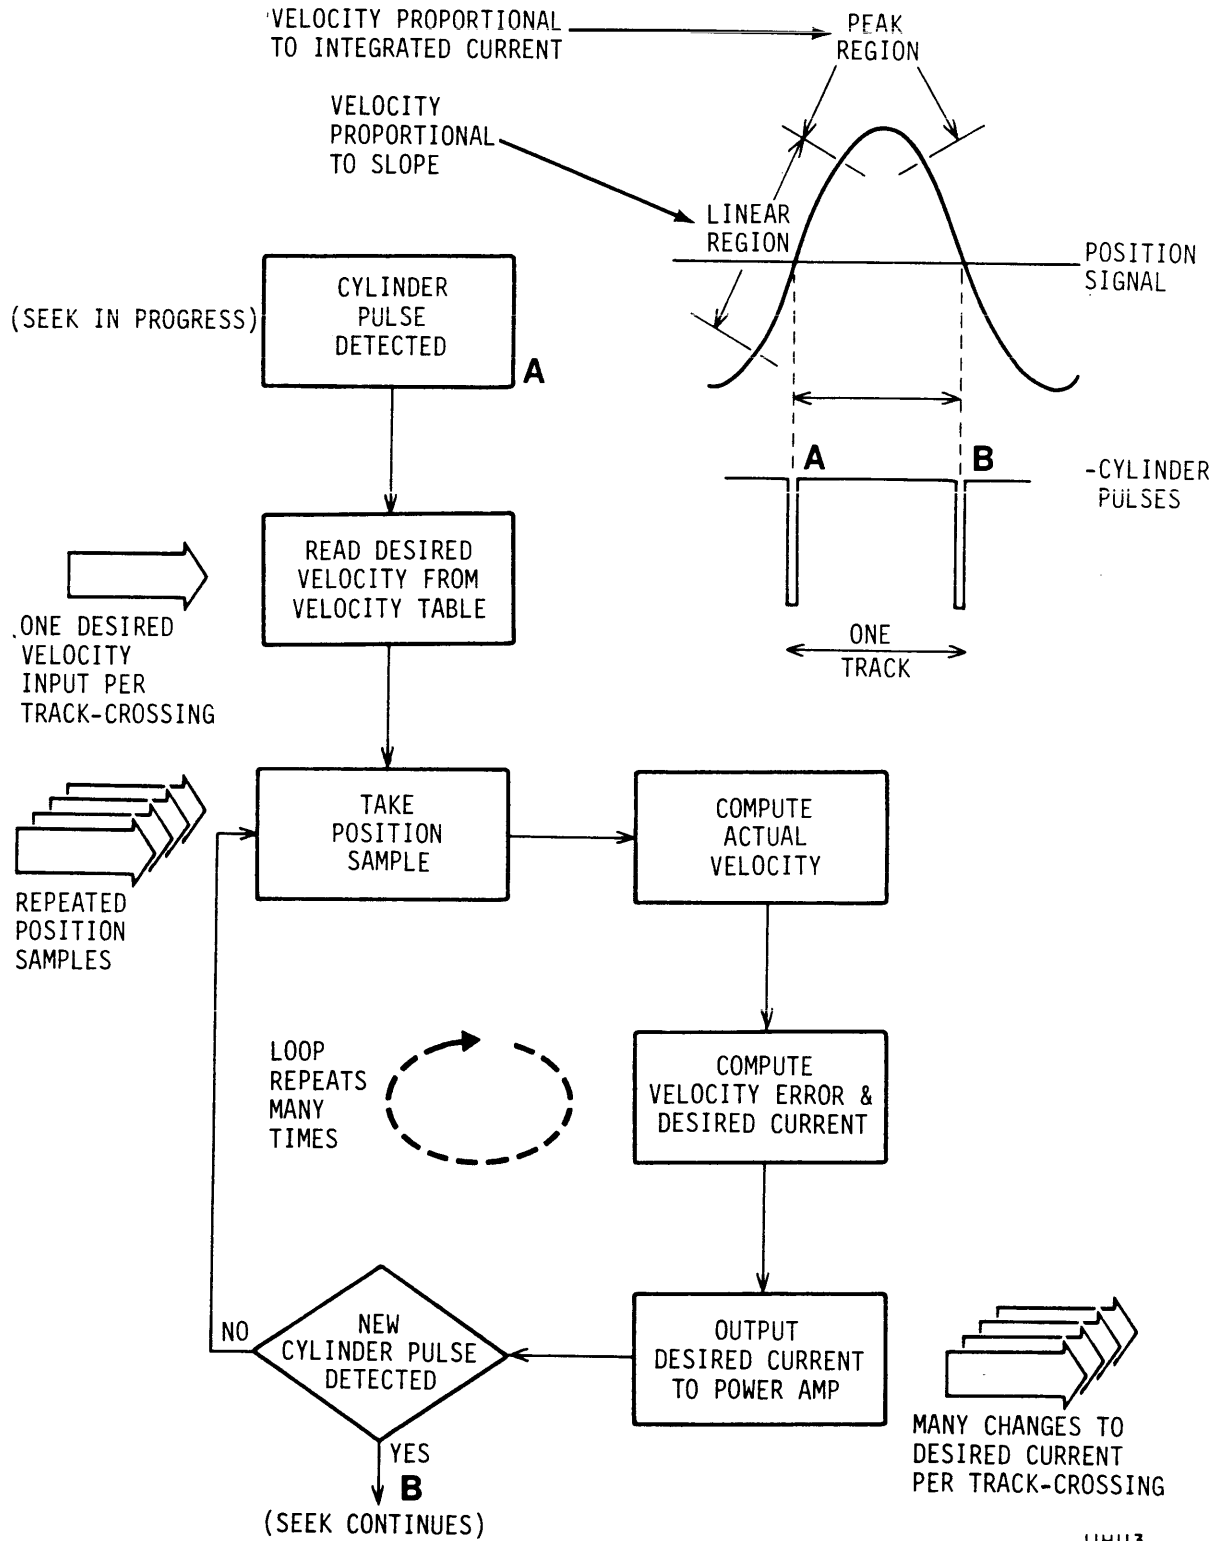 VELOCITY PROPORTIONAL
TO INTEGRATED CURRENT
PEAK
REGION
VELOCITY
PROPORTIONAL
TO SLOPE
LINEAR
REGION
POSITION
SIGNAL
(SEEK IN PROGRESS)
CYLINDER
PULSE
DETECTED
A
A
B
-CYLINDER
PULSES
ONE
TRACK
READ DESIRED
VELOCITY FROM
VELOCITY TABLE
ONE DESIRED
VELOCITY
INPUT PER
TRACK-CROSSING
TAKE
POSITION
SAMPLE
COMPUTE
ACTUAL
VELOCITY
REPEATED
POSITION
SAMPLES
LOOP
REPEATS
MANY
TIMES
COMPUTE
VELOCITY ERROR &
DESIRED CURRENT
NEW
CYLINDER PULSE
DETECTED
NO
OUTPUT
DESIRED CURRENT
TO POWER AMP
MANY CHANGES TO
DESIRED CURRENT
PER TRACK-CROSSING
YES
B
(SEEK CONTINUES)